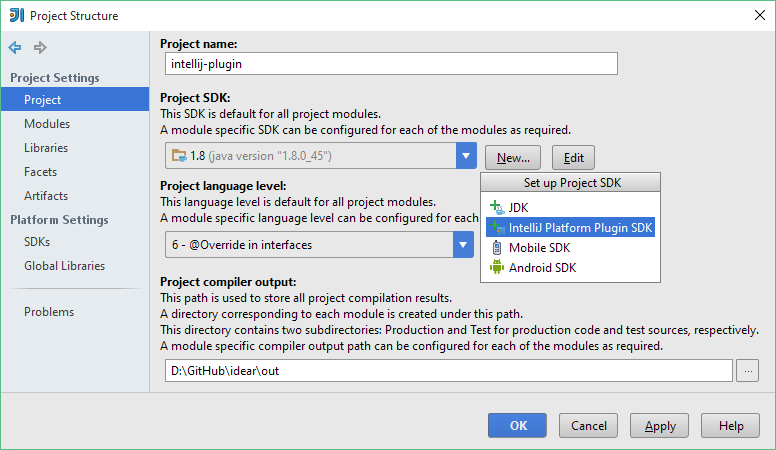 Project Structure
Project Settings
Project
Modules
Libraries
Facets
Artifacts
Platform Settings
SDKs
Global Libraries
Problems
Project name:
intellij-plugin
Project SDK:
This SDK is default for all project modules.
A module specific SDK can be configured for each of the modules as required.
1.8 (java version "1.8.0_45")
New...
Edit
Set up Project SDK
JDK
IntelliJ Platform Plugin SDK
Mobile SDK
Android SDK
Project language level:
This language level is default for all project modules.
A module specific language level can be configured for each
6 - @Override in interfaces
Project compiler output:
This path is used to store all project compilation results.
A directory corresponding to each module is created under this path.
This directory contains two subdirectories: Production and Test for production code and test sources, respectively.
A module specific compiler output path can be configured for each of the modules as required.
D:\GitHub\idear\out
...
OK
Cancel
Apply
Help